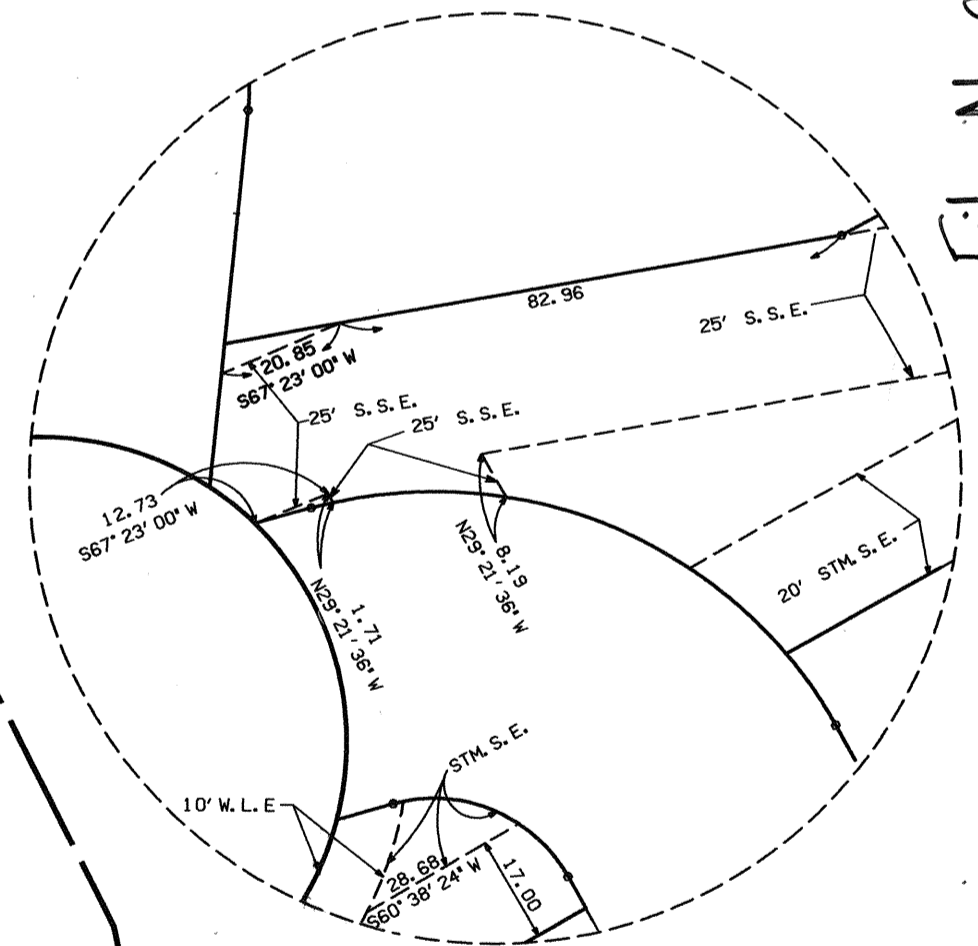 82.96
25' S.S.E.
20.85
S67° 23' 00" W
25' S.S.E.
25' S.S.E.
12.73
S67° 23' 00" W
8.19
N29° 21' 36" W
20' STM. S.E.
1.71
N29° 21' 36" W
STM. S.E.
10' W.L.E
28.68
S60° 38' 24" W
17.00